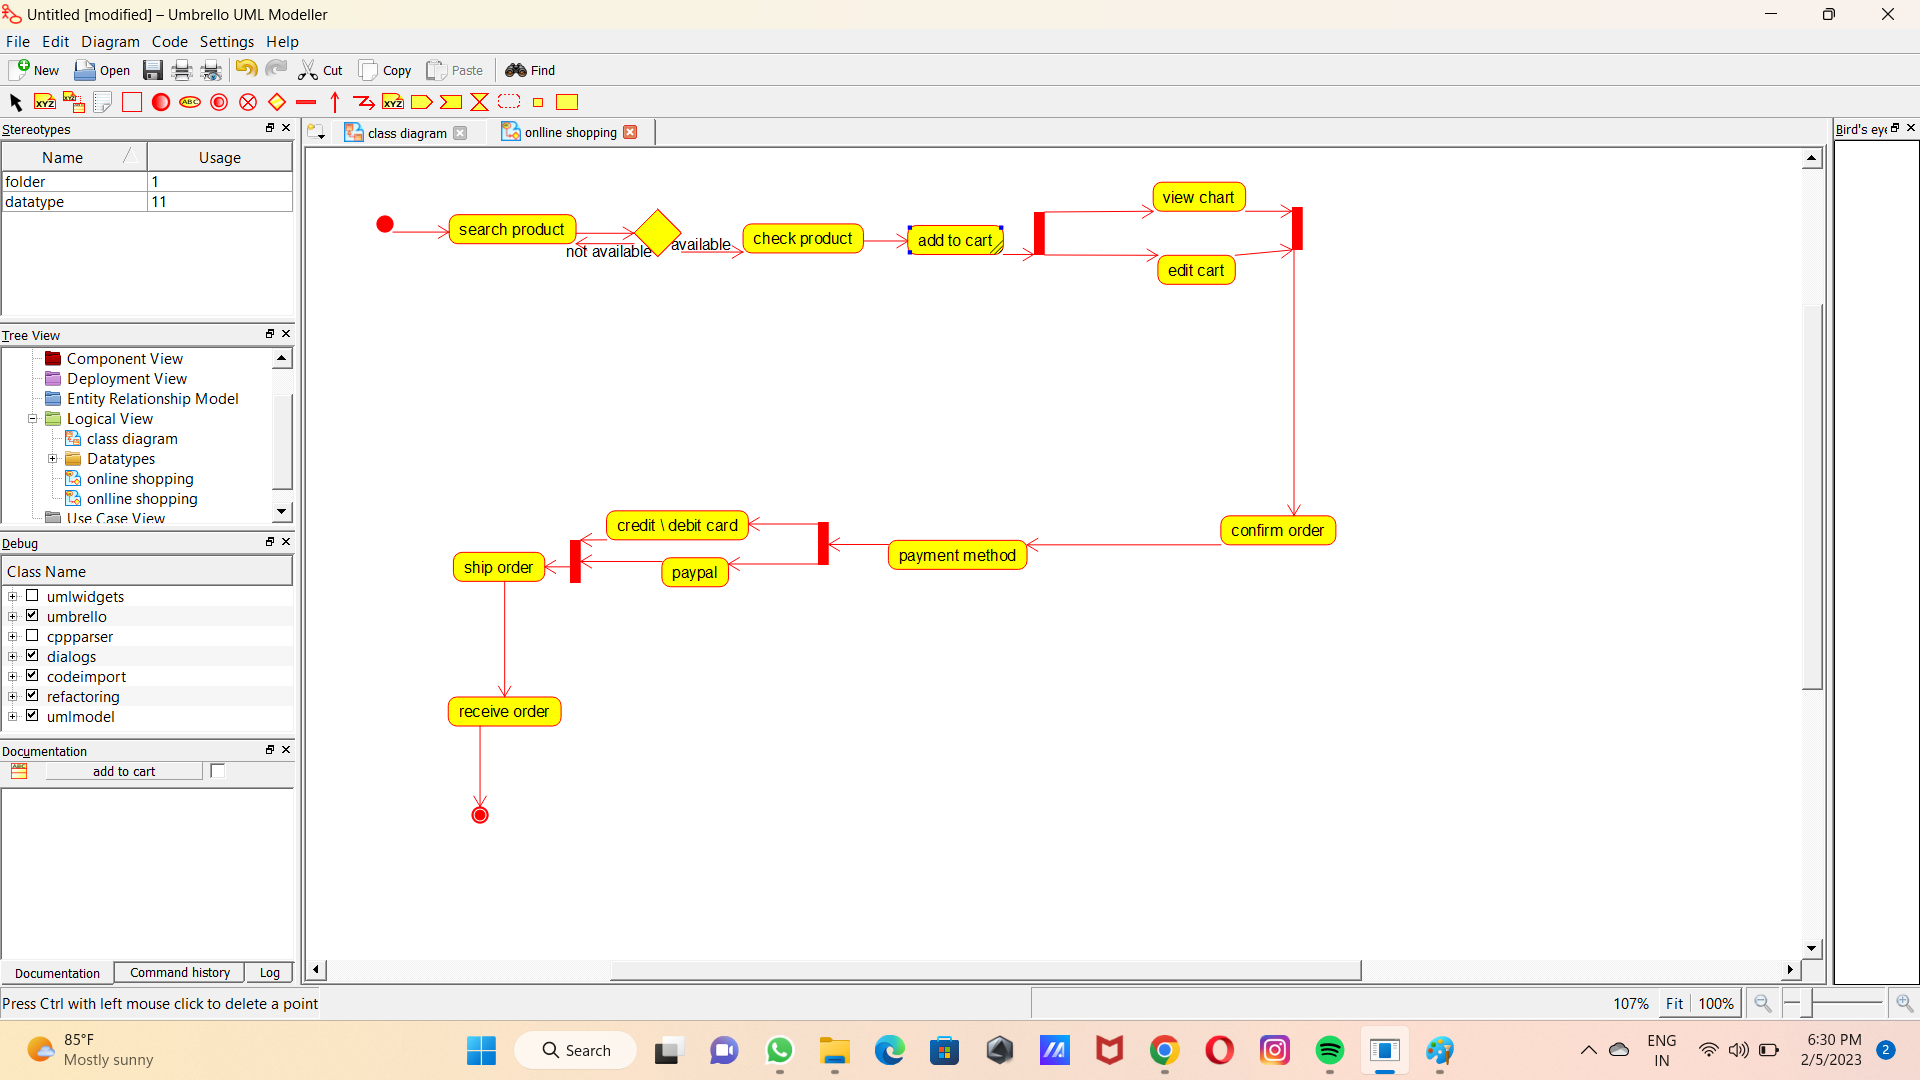 Untitled [modified] – Umbrello UML Modeller
File Edit Diagram Code Settings Help
New Open Cut Copy Paste Find
XYZ XYZ ABC XYZ
Stereotypes
Name Usage
folder 1
datatype 11
Tree View
Component View
Deployment View
Entity Relationship Model
Logical View
class diagram
Datatypes
online shopping
onlline shopping
Use Case View
Debug
Class Name
umlwidgets
umbrello
cppparser
dialogs
codeimport
refactoring
umlmodel
Documentation
ABC add to cart
Documentation Command history Log
class diagram onlline shopping
search product
not available
available
check product
add to cart
view chart
edit cart
confirm order
payment method
credit \ debit card
paypal
ship order
receive order
Bird's eye
Press Ctrl with left mouse click to delete a point
107% Fit 100%
85°F
Mostly sunny
Search
ENG
IN
6:30 PM
2/5/2023
2